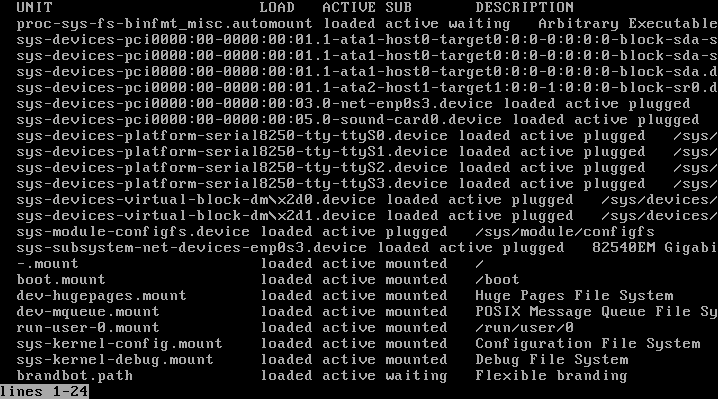 UNIT LOAD ACTIVE SUB DESCRIPTION
proc-sys-fs-binfmt_misc.automount loaded active waiting Arbitrary Executable
sys-devices-pci0000:00-0000:00:01.1-ata1-host0-target0:0:0-0:0:0:0-block-sda-s
sys-devices-pci0000:00-0000:00:01.1-ata1-host0-target0:0:0-0:0:0:0-block-sda-s
sys-devices-pci0000:00-0000:00:01.1-ata1-host0-target0:0:0-0:0:0:0-block-sda.d
sys-devices-pci0000:00-0000:00:01.1-ata2-host1-target1:0:0-1:0:0:0-block-sr0.d
sys-devices-pci0000:00-0000:00:03.0-net-enp0s3.device loaded active plugged
sys-devices-pci0000:00-0000:00:05.0-sound-card0.device loaded active plugged
sys-devices-platform-serial8250-tty-ttyS0.device loaded active plugged /sys/
sys-devices-platform-serial8250-tty-ttyS1.device loaded active plugged /sys/
sys-devices-platform-serial8250-tty-ttyS2.device loaded active plugged /sys/
sys-devices-platform-serial8250-tty-ttyS3.device loaded active plugged /sys/
sys-devices-virtual-block-dm\x2d0.device loaded active plugged /sys/devices/
sys-devices-virtual-block-dm\x2d1.device loaded active plugged /sys/devices/
sys-module-configfs.device loaded active plugged /sys/module/configfs
sys-subsystem-net-devices-enp0s3.device loaded active plugged 82540EM Gigabi
-.mount loaded active mounted /
boot.mount loaded active mounted /boot
dev-hugepages.mount loaded active mounted Huge Pages File System
dev-mqueue.mount loaded active mounted POSIX Message Queue File Sy
run-user-0.mount loaded active mounted /run/user/0
sys-kernel-config.mount loaded active mounted Configuration File System
sys-kernel-debug.mount loaded active mounted Debug File System
brandbot.path loaded active waiting Flexible branding
lines 1-24